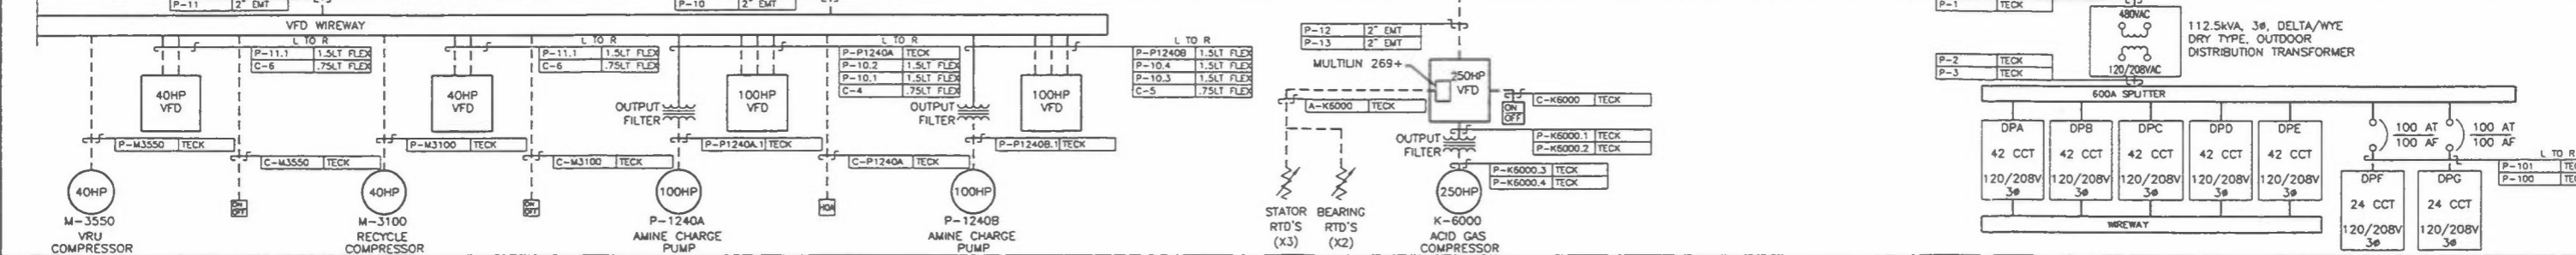 P-11 2" EMT
VFD WIREWAY
L TO R
P-11.1 1.5LT FLEX
C-6 .75LT FLEX
40HP
VFD
P-M3550 TECK
C-M3550 TECK
40HP
M-3550
VRU
COMPRESSOR
ON
OFF
L TO R
P-11.1 1.5LT FLEX
C-6 .75LT FLEX
40HP
VFD
P-M3100 TECK
C-M3100 TECK
40HP
M-3100
RECYCLE
COMPRESSOR
ON
OFF
P-10 2" EMT
L TO R
P-P1240A TECK
P-10.2 1.5LT FLEX
P-10.1 1.5LT FLEX
C-4 .75LT FLEX
OUTPUT
FILTER
100HP
VFD
P-P1240A.1 TECK
C-P1240A TECK
100HP
P-1240A
AMINE CHARGE
PUMP
HOA
L TO R
P-P1240B 1.5LT FLEX
P-10.4 1.5LT FLEX
P-10.3 1.5LT FLEX
C-5 .75LT FLEX
OUTPUT
FILTER
100HP
VFD
P-P1240B.1 TECK
100HP
P-1240B
AMINE CHARGE
PUMP
P-12 2" EMT
P-13 2" EMT
MULTILIN 269+
250HP
VFD
A-K6000 TECK
C-K6000 TECK
ON
OFF
OUTPUT
FILTER
P-K6000.1 TECK
P-K6000.2 TECK
P-K6000.3 TECK
P-K6000.4 TECK
250HP
K-6000
ACID GAS
COMPRESSOR
STATOR
RTD'S
(X3)
BEARING
RTD'S
(X2)
P-1 TECK
480VAC
120/208VAC
112.5kVA, 3ø, DELTA/WYE
DRY TYPE, OUTDOOR
DISTRIBUTION TRANSFORMER
P-2 TECK
P-3 TECK
600A SPLITTER
DPA
42 CCT
120/208V
3ø
DPB
42 CCT
120/208V
3ø
DPC
42 CCT
120/208V
3ø
DPD
42 CCT
120/208V
3ø
DPE
42 CCT
120/208V
3ø
WIREWAY
100 AT
100 AF
100 AT
100 AF
L TO R
P-101 TE
P-100 TE
DPF
24 CCT
120/208V
3ø
DPG
24 CCT
120/208V
3ø